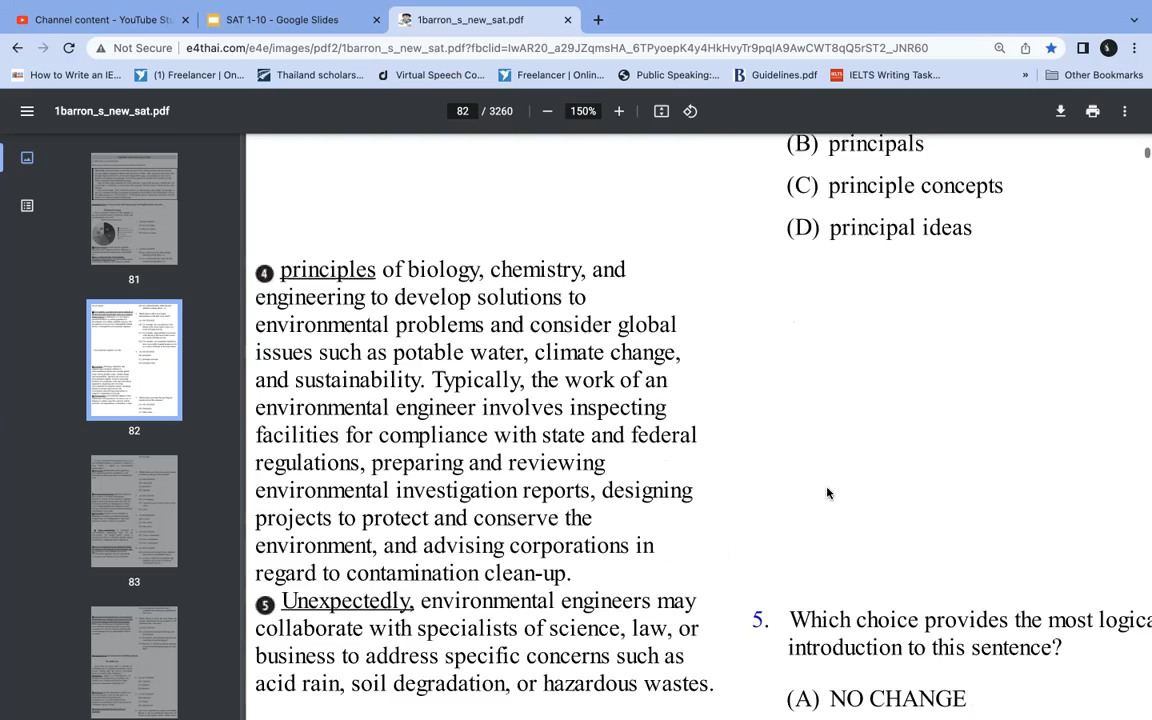 Channel content - YouTube St
SAT 1-10 - Google Slides
1barron_s_new_sat.pdf
Not Secure
e4thai.com/e4e/images/pdf2/1barron_s_new_sat.pdf?fbclid=IwAR20_a29JZqmsHA_6TPyoepK4y4HkHvyTr9pqIA9AwCWT8qQ5rST2_JNR60
How to Write an IE...
(1) Freelancer | On...
Thailand scholars...
Virtual Speech Co...
Freelancer | Onlin...
Public Speaking:...
Guidelines.pdf
IELTS Writing Task...
»
Other Bookmarks
1barron_s_new_sat.pdf
82 / 3260
150%
81
82
83
(B) principals
(C) principle concepts
(D) principal ideas
4 principles of biology, chemistry, and
engineering to develop solutions to
environmental problems and consider global
issues such as potable water, climate change,
and sustainability. Typically, the work of an
environmental engineer involves inspecting
facilities for compliance with state and federal
regulations, preparing and reviewing
environmental investigation reports, designing
projects to protect and conserve the
environment, and advising corporations in
regard to contamination clean-up.
5 Unexpectedly, environmental engineers may
collaborate with specialists of science, law, or
business to address specific concerns such as
acid rain, soil degradation, or hazardous wastes.
5. Which choice provides the most logica
introduction to this sentence?
(A) NO CHANGE